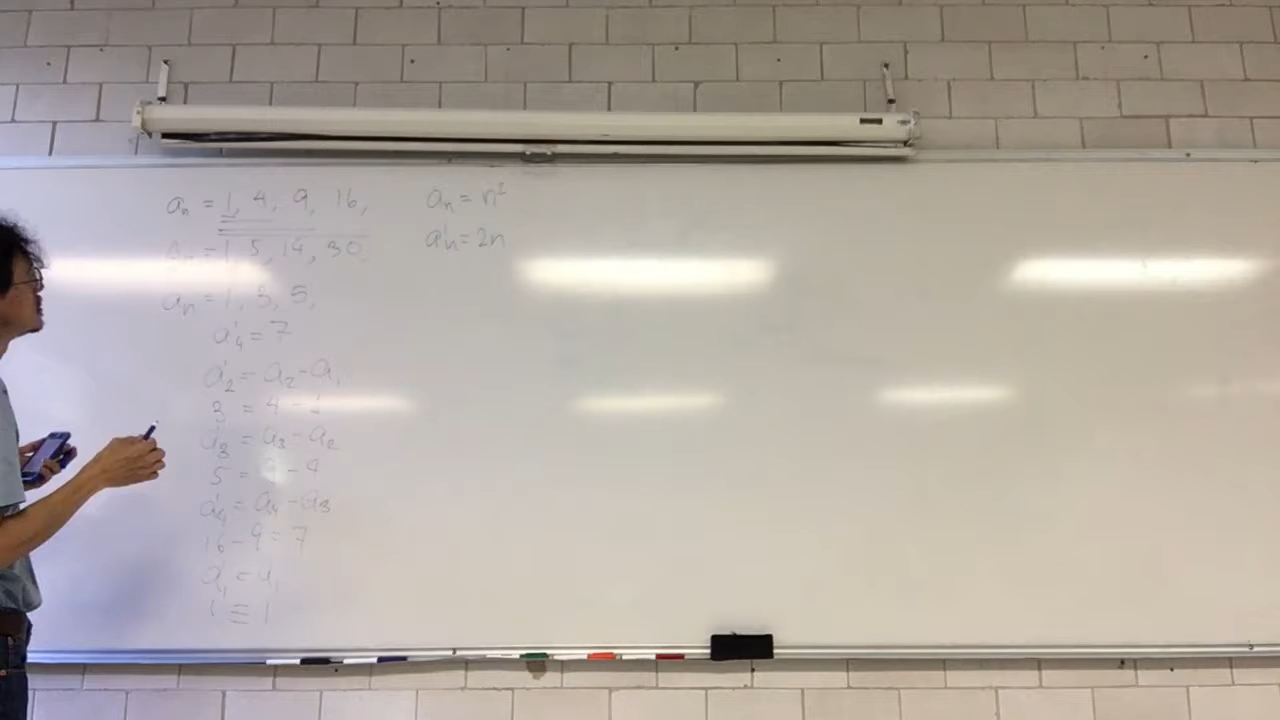 aₙ = 1, 4, 9, 16,
= 1, 5, 14, 30,
aₙ = 1, 3, 5,
a'₄ = 7
a'₂ = a₂ - a₁
3 = 4 - 1
a'₃ = a₃ - a₂
5 = 9 - 4
a'₄ = a₄ - a₃
16 - 9 = 7
a'₁ = a₁
1 ≡ 1
aₙ = n²
a'ₙ = 2n